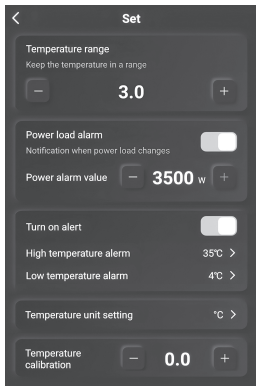 Set
Temperature range
Keep the temperature in a range
− 3.0 +
Power load alarm
Notification when power load changes
Power alarm value − 3500 w +
Turn on alert
High temperature alerm 35℃ >
Low temperature alarm 4℃ >
Temperature unit setting °C >
Temperature
calibration − 0.0 +